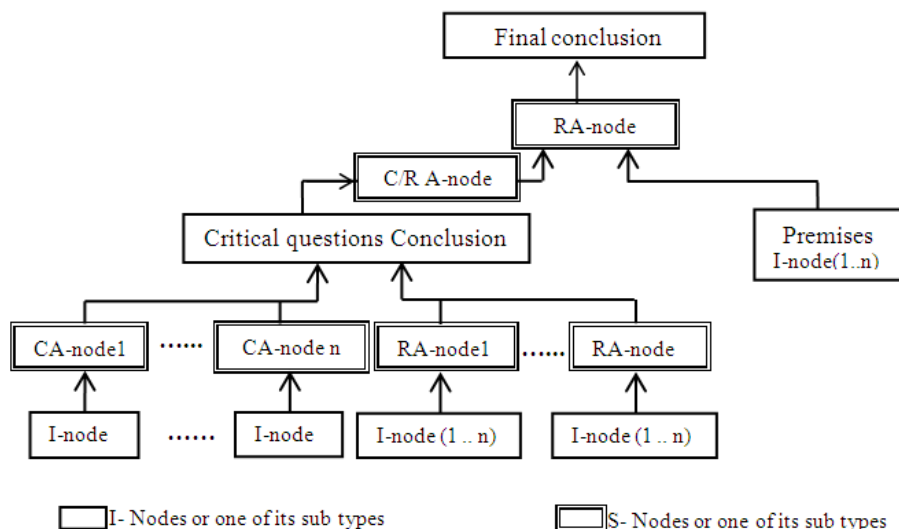 Final conclusion
RA-node
C/R A-node
Critical questions Conclusion
Premises
I-node(1..n)
CA-node1
......
CA-node n
RA-node1
......
RA-node
I-node
......
I-node
I-node (1 .. n)
I-node (1 .. n)
I- Nodes or one of its sub types
S- Nodes or one of its sub types